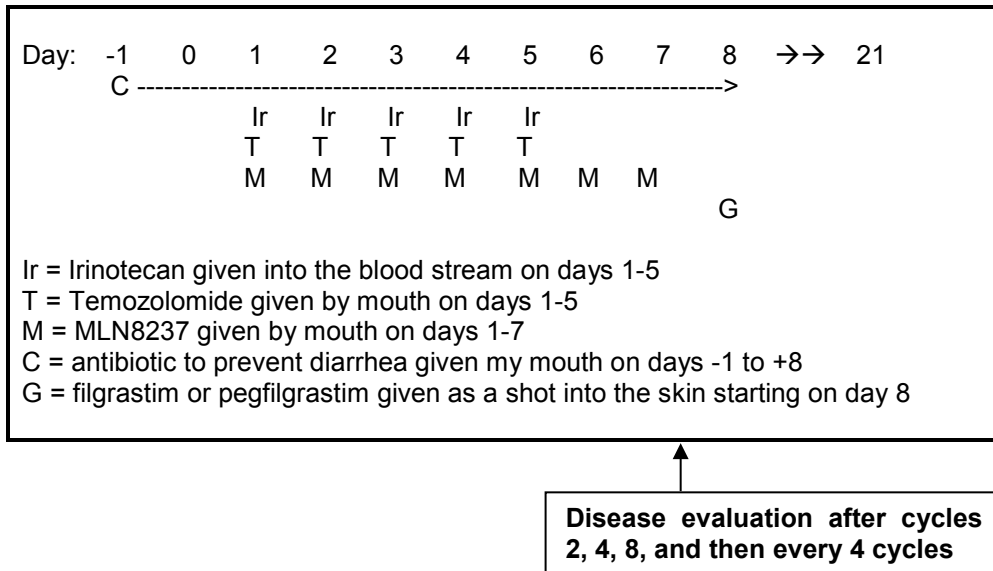 Day: -1 0 1 2 3 4 5 6 7 8 →→ 21
C ----------------------------------------------------------------->
Ir Ir Ir Ir Ir
T T T T T
M M M M M M M
G
Ir = Irinotecan given into the blood stream on days 1-5
T = Temozolomide given by mouth on days 1-5
M = MLN8237 given by mouth on days 1-7
C = antibiotic to prevent diarrhea given my mouth on days -1 to +8
G = filgrastim or pegfilgrastim given as a shot into the skin starting on day 8
Disease evaluation after cycles
2, 4, 8, and then every 4 cycles